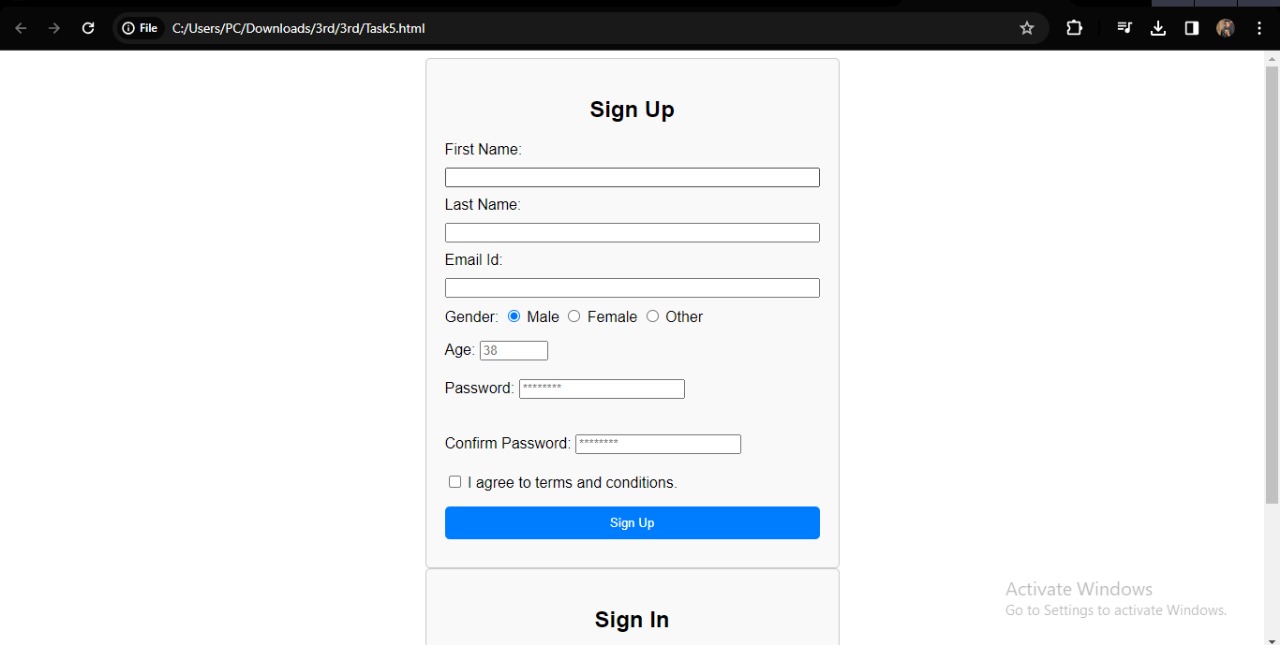 File C:/Users/PC/Downloads/3rd/3rd/Task5.html
Sign Up
First Name:
Last Name:
Email Id:
Gender: Male Female Other
Age: 38
Password: ********
Confirm Password: ********
I agree to terms and conditions.
Sign Up
Activate Windows
Go to Settings to activate Windows.
Sign In